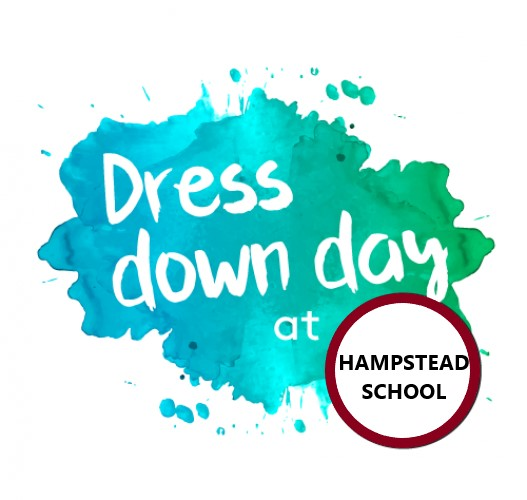 Dress
down day
at
HAMPSTEAD
SCHOOL